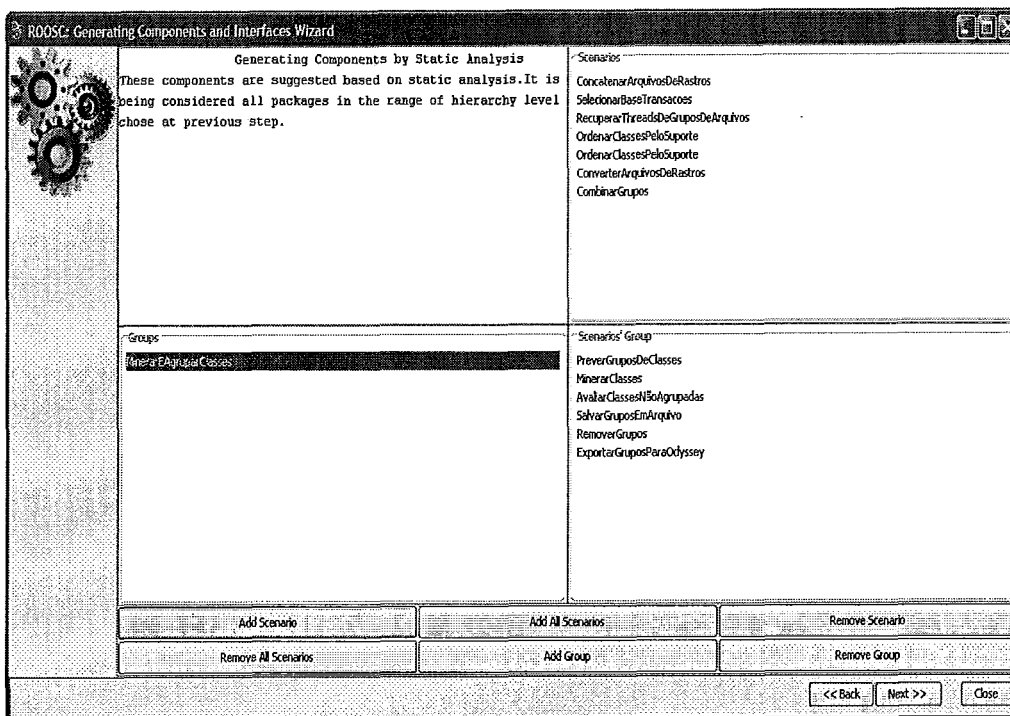 ROOSC: Generating Components and Interfaces Wizard
Generating Components by Static Analysis
These components are suggested based on static analysis.It is
being considered all packages in the range of hierarchy level
chose at previous step.
Scenarios
ConcatenarArquivosDeRastros
SelecionarBaseTransacoes
RecuperarThreadsDeGruposDeArquivos
OrdenarClassesPeloSuporte
OrdenarClassesPeloSuporte
ConverterArquivosDeRastros
CombinarGrupos
Groups
MinerarEAgruparClasses
Scenarios' Group
PreverGruposDeClasses
MinerarClasses
AvaliarClassesNãoAgrupadas
SalvarGruposEmArquivo
RemoverGrupos
ExportarGruposParaOdyssey
Add Scenario
Add All Scenarios
Remove Scenario
Remove All Scenarios
Add Group
Remove Group
<< Back
Next >>
Close